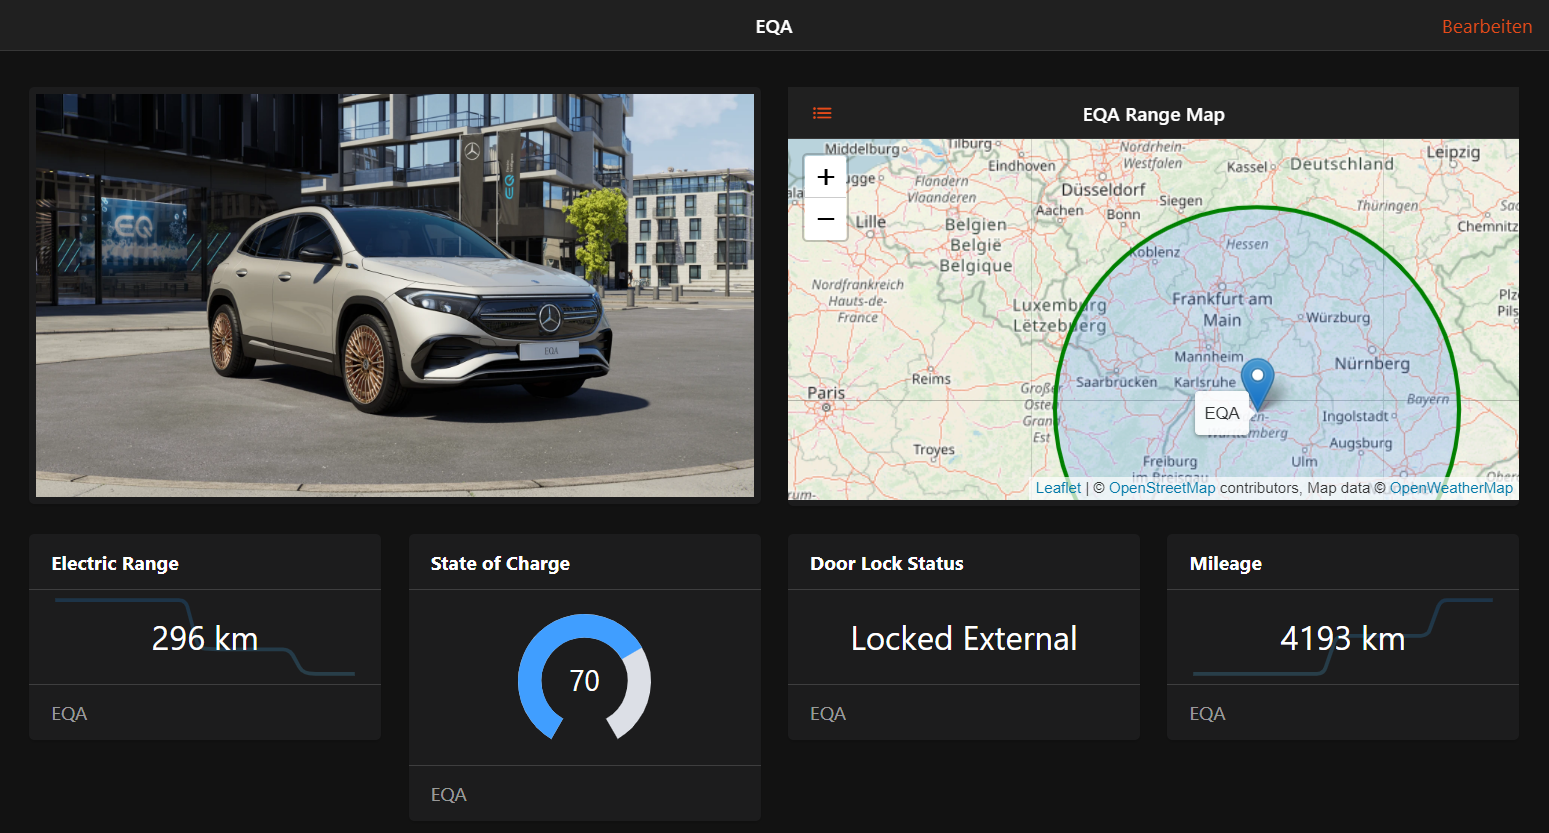 EQA
Bearbeiten
EQ
EQ
EQA
EQA Range Map
+
−
Middelburg
Tilburg
Eindhoven
Nordrhein-
Westfalen
Kassel
Deutschland
Leipzig
Flandern
Vlaanderen
Düsseldorf
Aachen
Bonn
Siegen
Thüringen
Chemnitz
Lille
Belgien
België
Belgique
Koblenz
Hessen
Nordfrankreich
Hauts-de-
France
Luxemburg
Lëtzebuerg
Frankfurt am
Main
Würzburg
Reims
Saarbrücken
Mannheim
Karlsruhe
Nürnberg
Paris
Bayern
EQA
Ingolstadt
Augsburg
Troyes
Freiburg
im Breisgau
Ulm
Leaflet | © OpenStreetMap contributors, Map data © OpenWeatherMap
Electric Range
296 km
EQA
State of Charge
70
EQA
Door Lock Status
Locked External
EQA
Mileage
4193 km
EQA